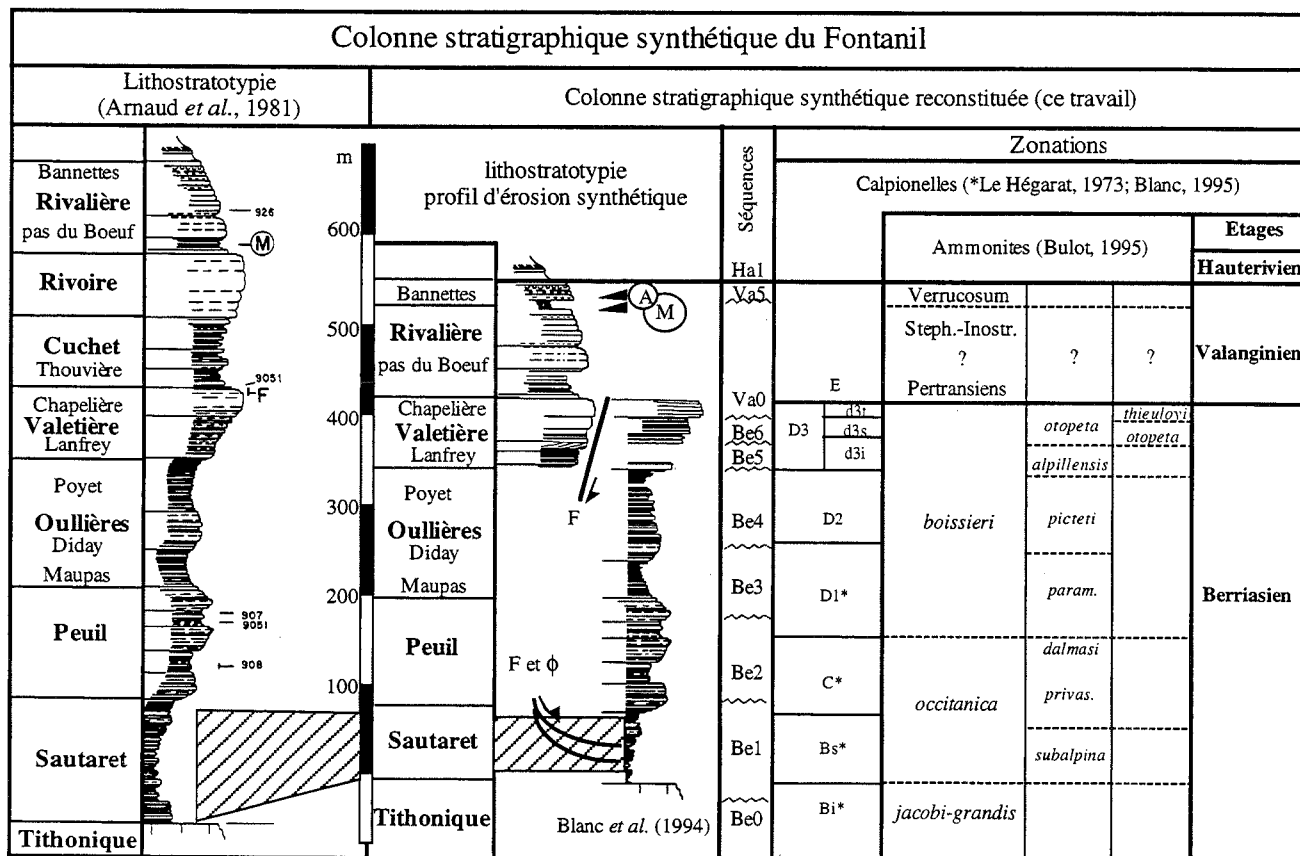 Colonne stratigraphique synthétique du Fontanil
Lithostratotypie
(Arnaud et al., 1981)
Colonne stratigraphique synthétique reconstituée (ce travail)
m
600
500
400
300
200
100
Bannettes
Rivalière
pas du Boeuf
Rivoire
Cuchet
Thouvière
Chapelière
Valetière
Lanfrey
Poyet
Oullières
Diday
Maupas
Peuil
Sautaret
Tithonique
926
M
9051
F
907
9051
908
lithostratotypie
profil d'érosion synthétique
Bannettes
Rivalière
pas du Boeuf
Chapelière
Valetière
Lanfrey
Poyet
Oullières
Diday
Maupas
Peuil
Sautaret
Tithonique
A
M
F
F et ϕ
Blanc et al. (1994)
Séquences
Ha1
Va5
Va0
Be6
Be5
Be4
Be3
Be2
Be1
Be0
Zonations
Calpionelles (*Le Hégarat, 1973; Blanc, 1995)
E
D3
d3t
d3s
d3i
D2
D1*
C*
Bs*
Bi*
Ammonites (Bulot, 1995)
Verrucosum
Steph.-Inostr.
? ? ?
Pertransiens
boissieri
occitanica
jacobi-grandis
otopeta
alpillensis
picteti
param.
dalmasi
privas.
subalpina
thieuloyi
otopeta
Etages
Hauterivien
Valanginien
Berriasien